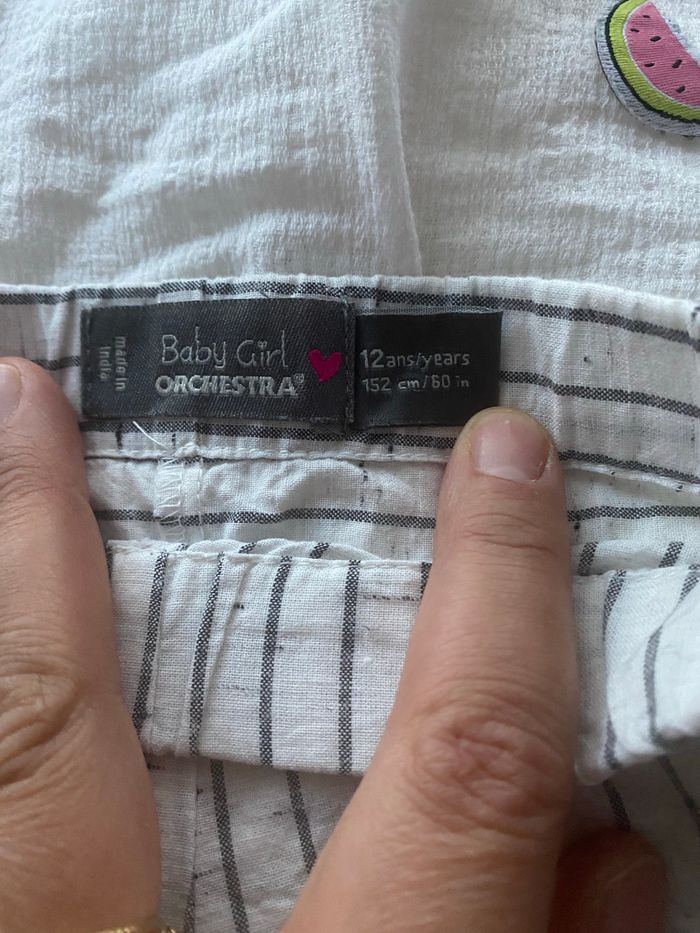 made in
India
Baby Girl
ORCHESTRA®
12ans/years
152 cm/60 in